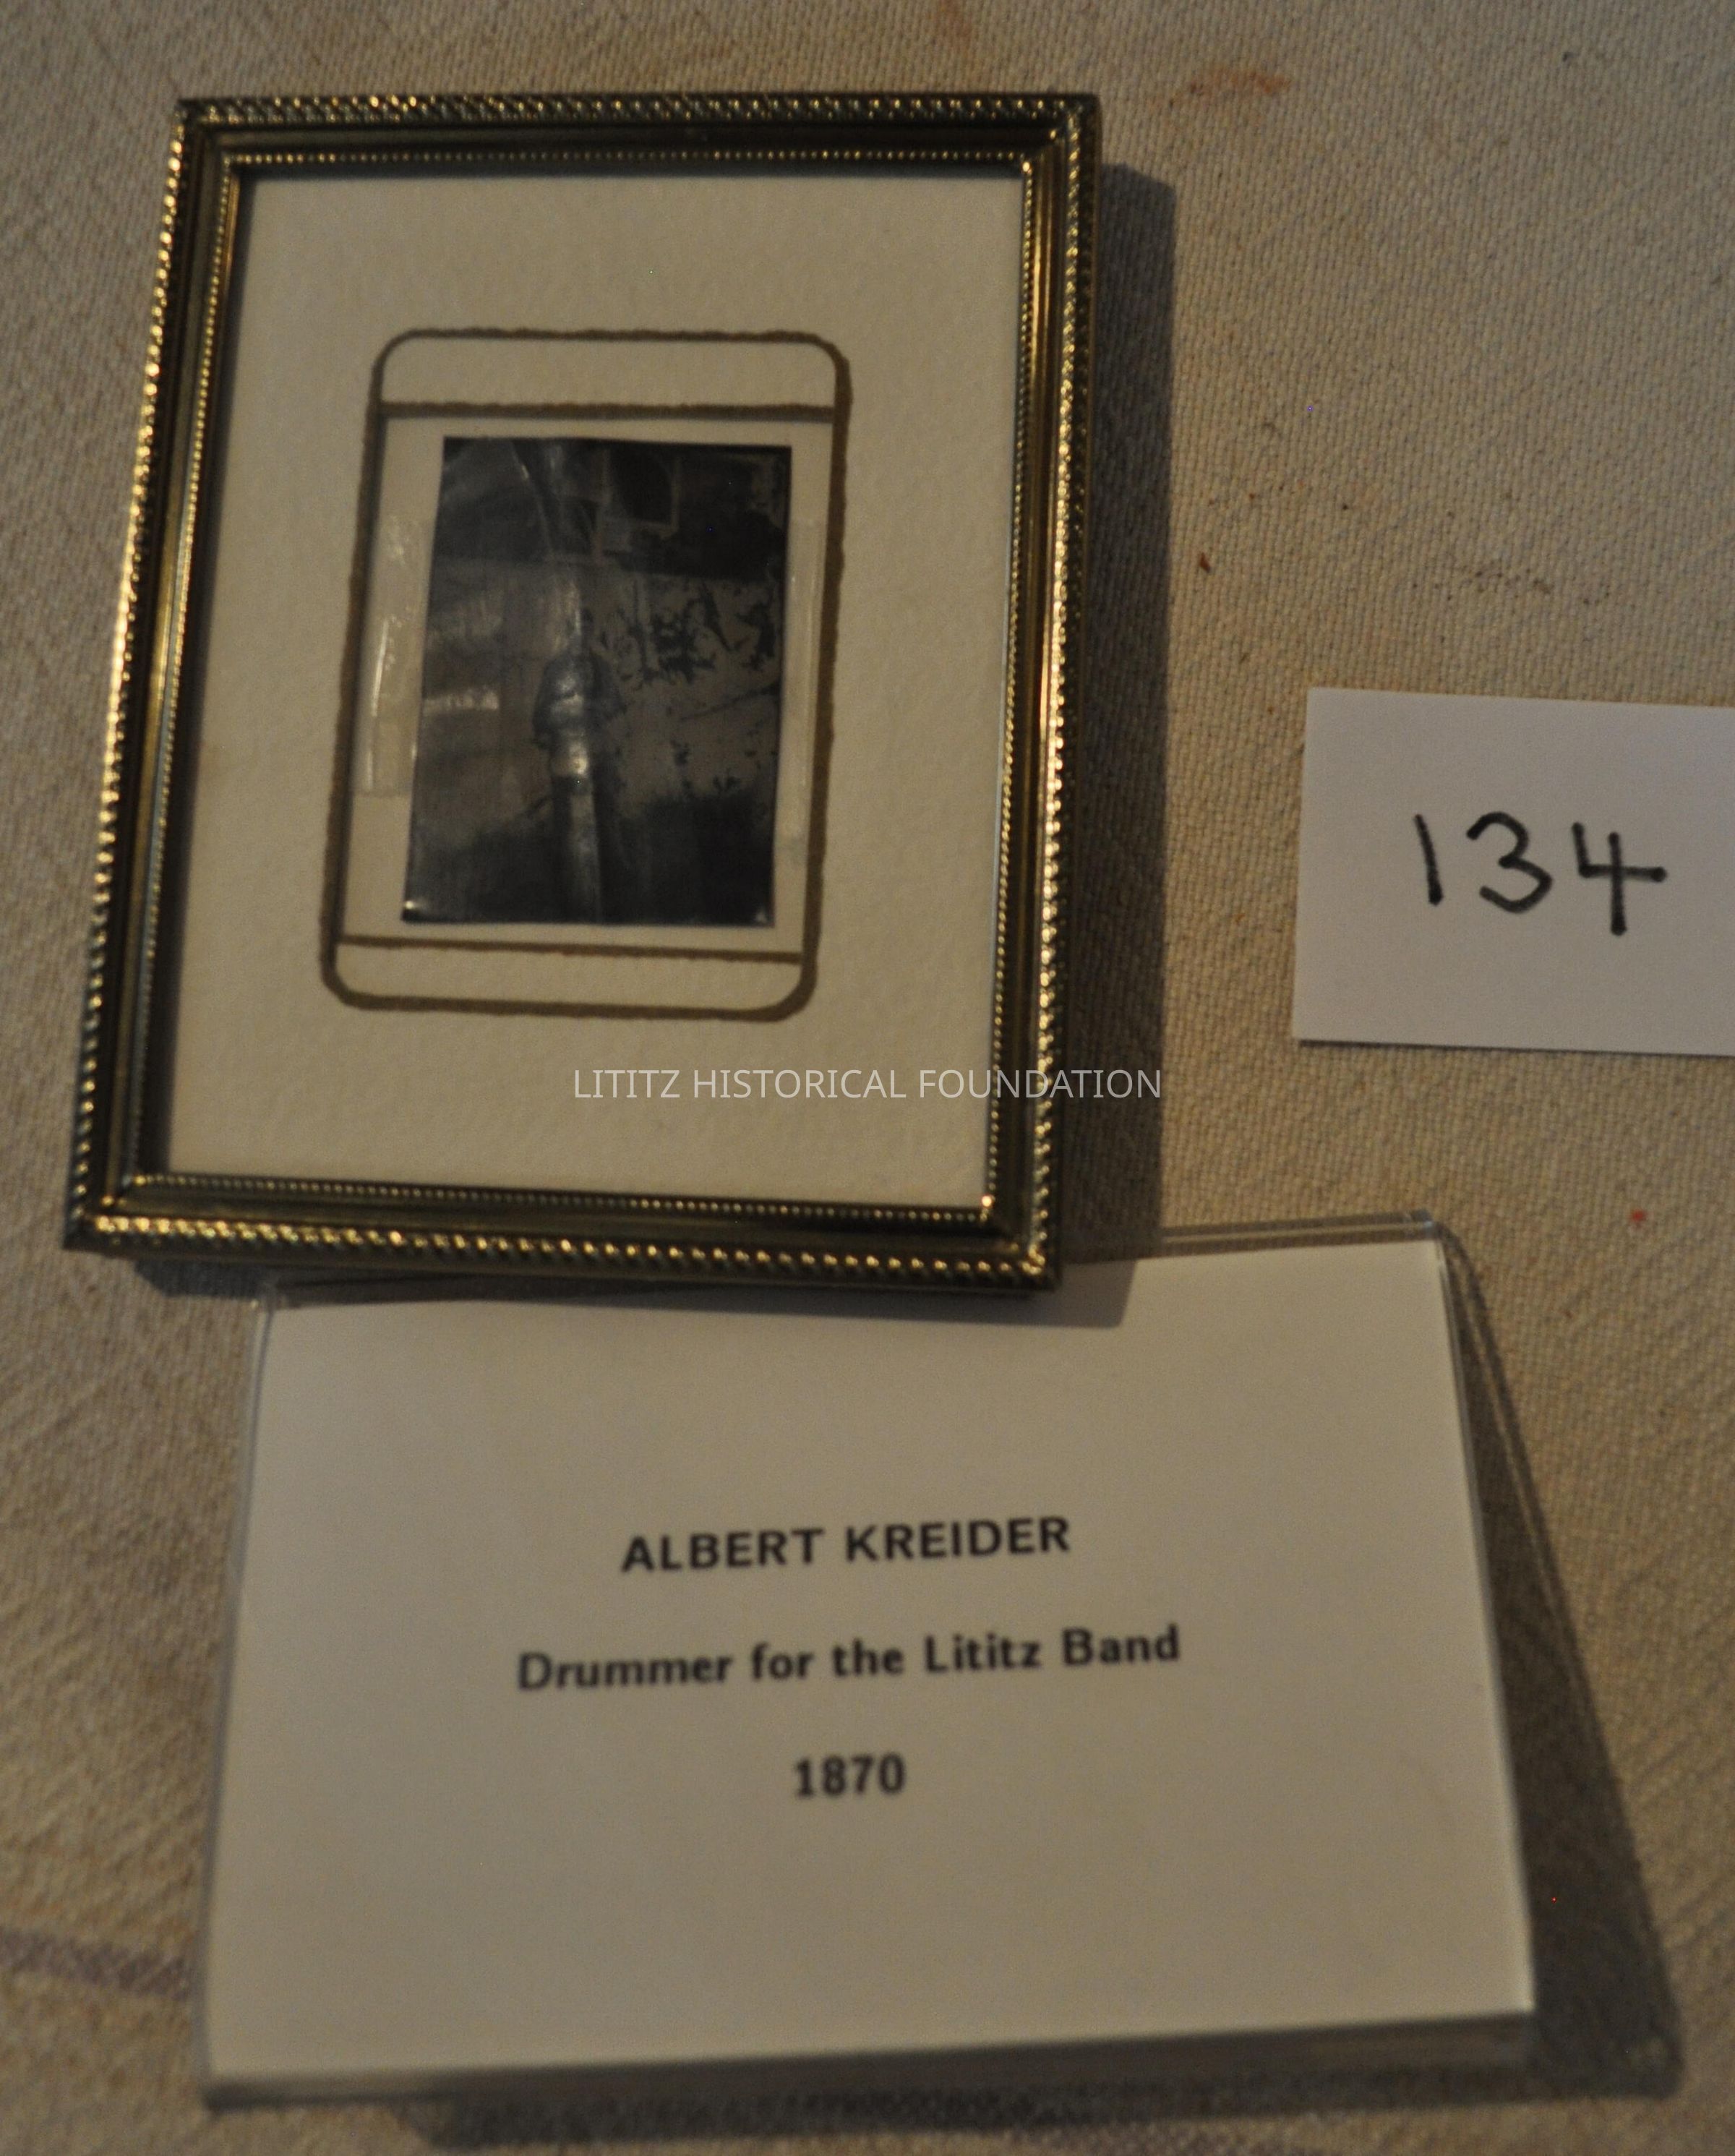 134
LITITZ HISTORICAL FOUNDATION
ALBERT KREIDER
Drummer for the Lititz Band
1870